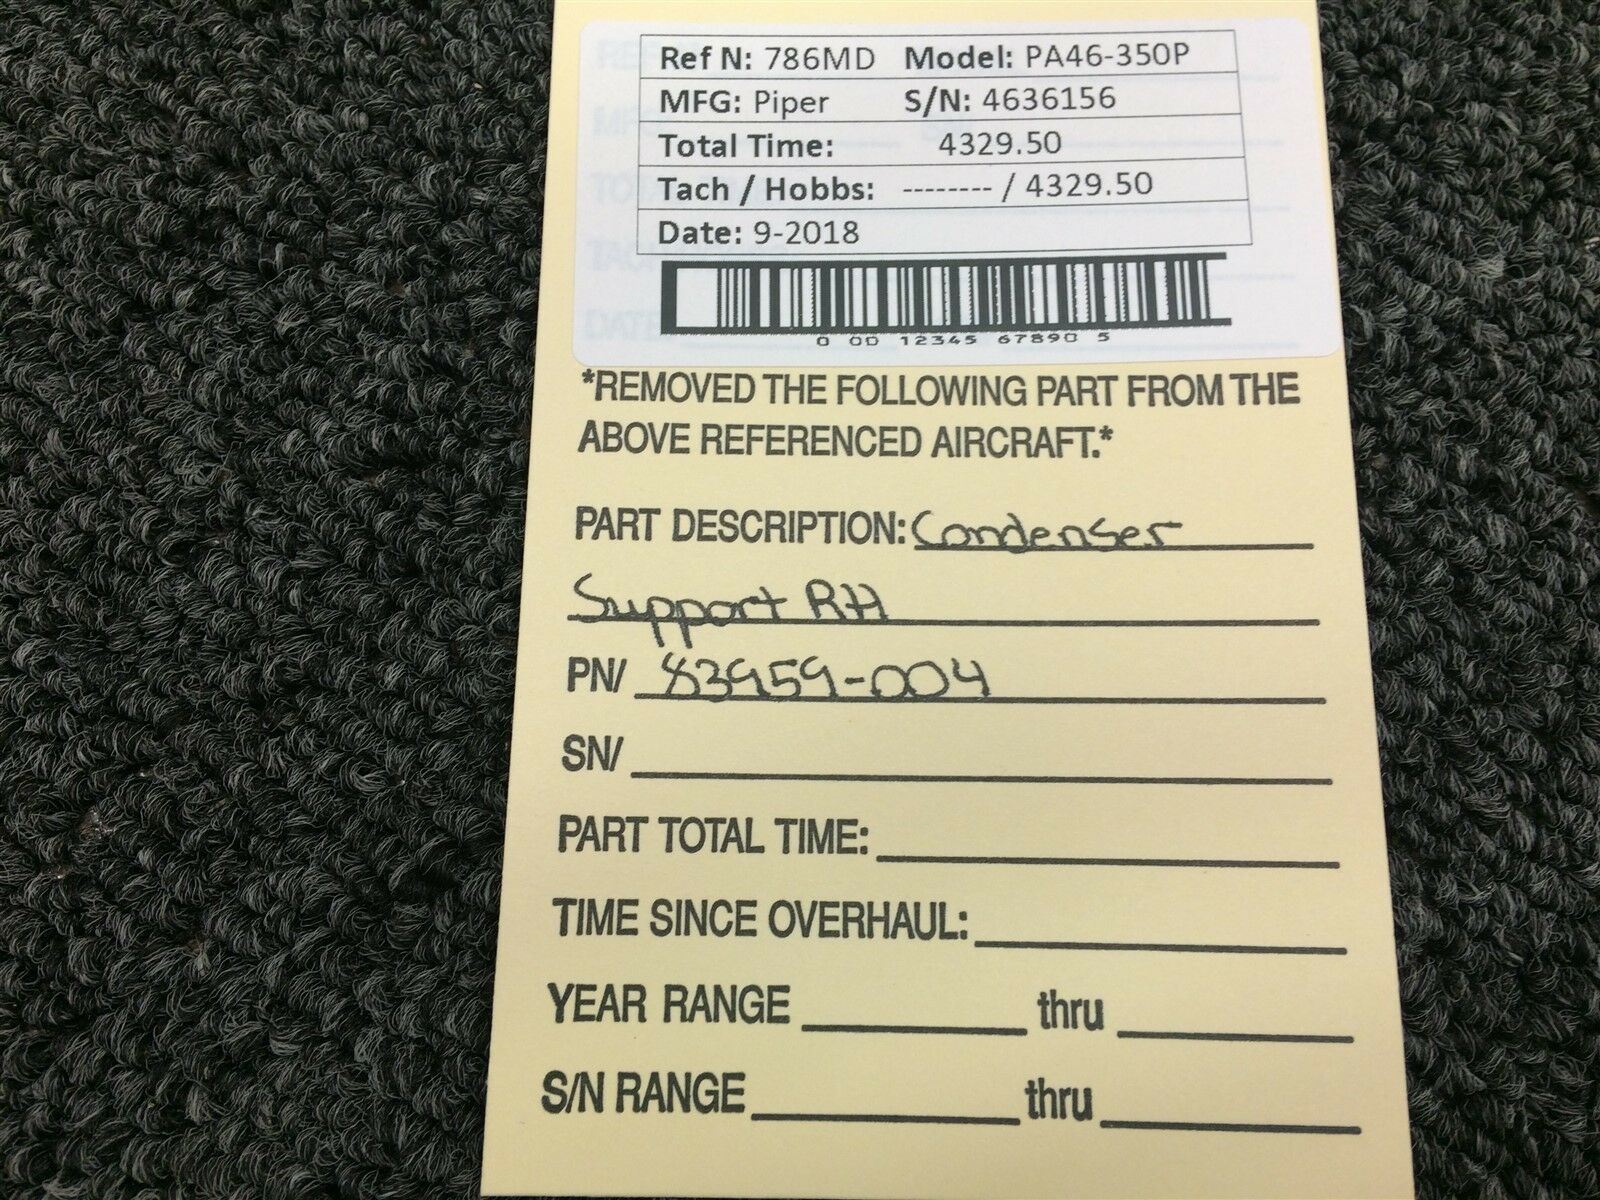 Ref N: 786MD Model: PA46-350P
MFG: Piper S/N: 4636156
Total Time: 4329.50
Tach / Hobbs: -------- / 4329.50
Date: 9-2018
0 00 12345 67890 5
*REMOVED THE FOLLOWING PART FROM THE
ABOVE REFERENCED AIRCRAFT.*
PART DESCRIPTION: Condenser
Support RH
PN/ 83959-004
SN/
PART TOTAL TIME:
TIME SINCE OVERHAUL:
YEAR RANGE thru
S/N RANGE thru